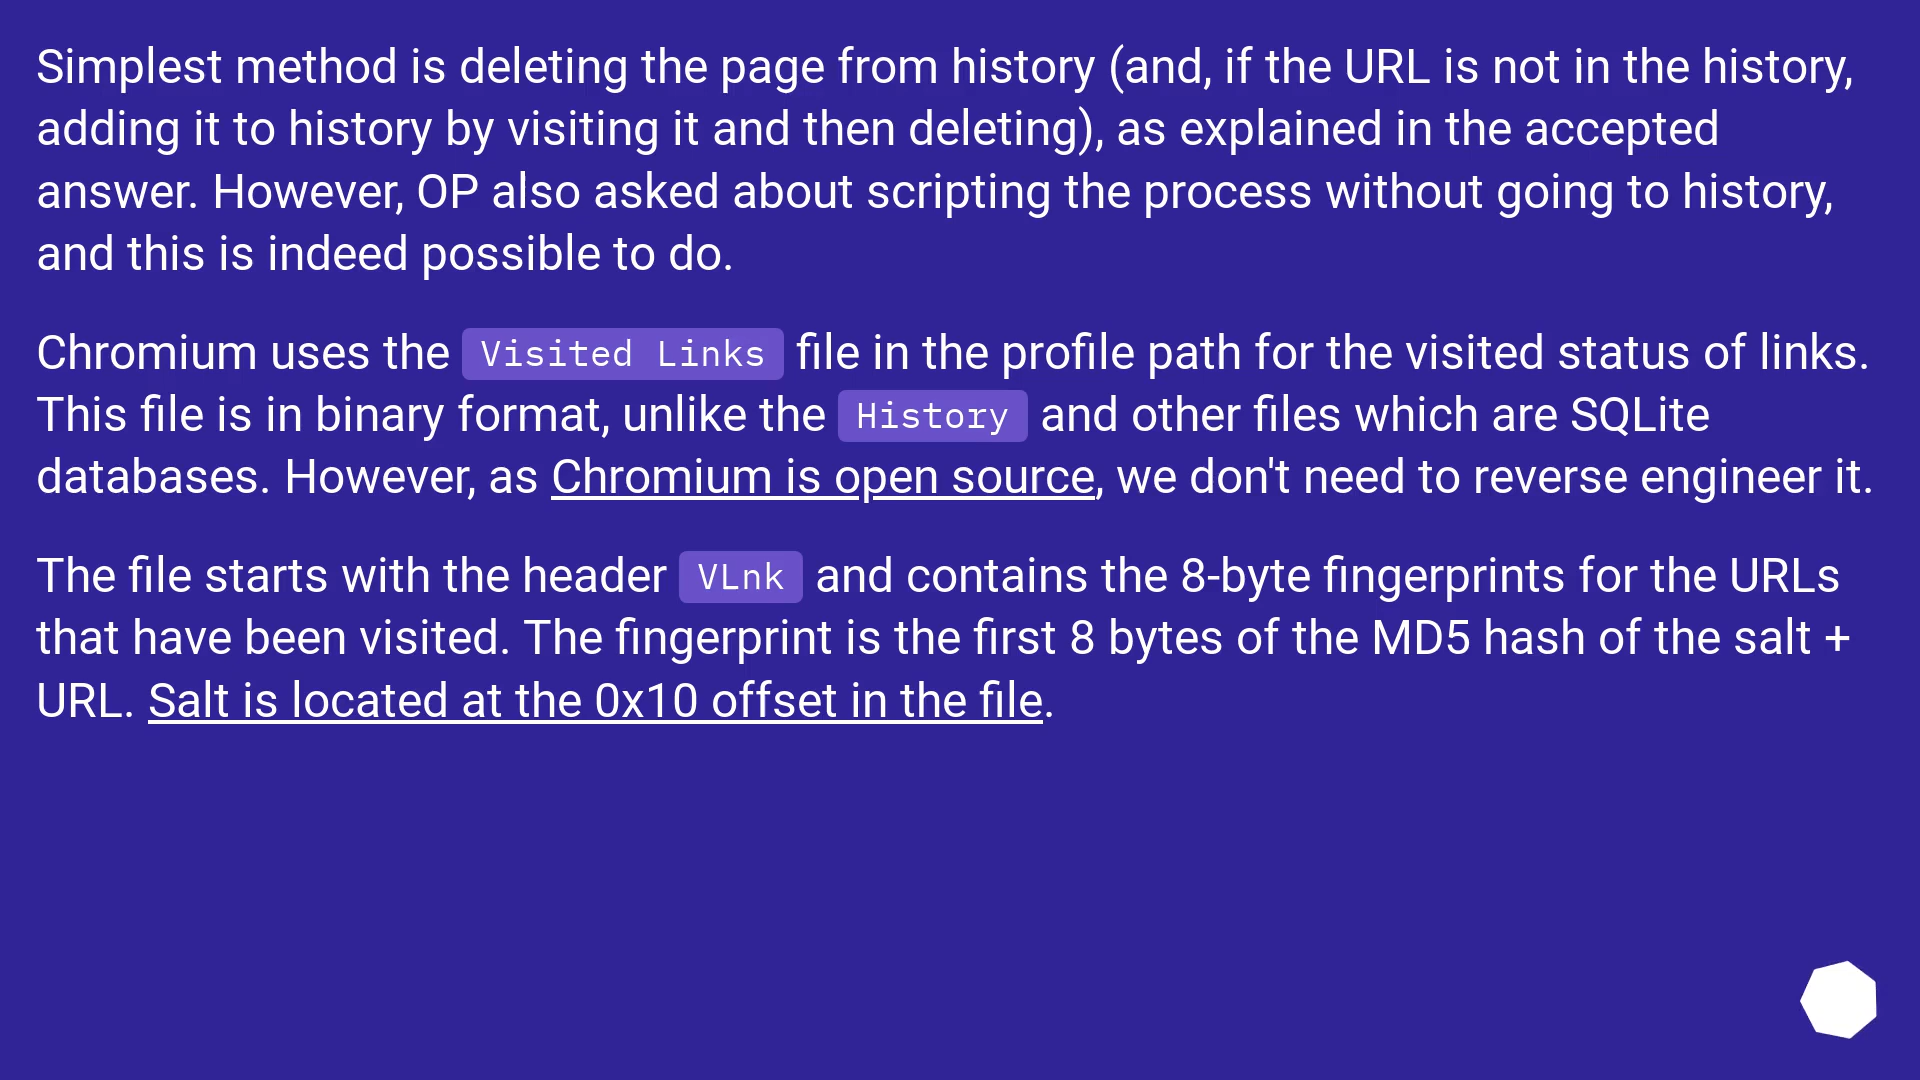 Simplest method is deleting the page from history (and, if the URL is not in the history,
adding it to history by visiting it and then deleting), as explained in the accepted
answer. However, OP also asked about scripting the process without going to history,
and this is indeed possible to do.
Chromium uses the Visited Links file in the profile path for the visited status of links.
This file is in binary format, unlike the History and other files which are SQLite
databases. However, as Chromium is open source, we don't need to reverse engineer it.
The file starts with the header VLnk and contains the 8-byte fingerprints for the URLs
that have been visited. The fingerprint is the first 8 bytes of the MD5 hash of the salt +
URL. Salt is located at the 0x10 offset in the file.